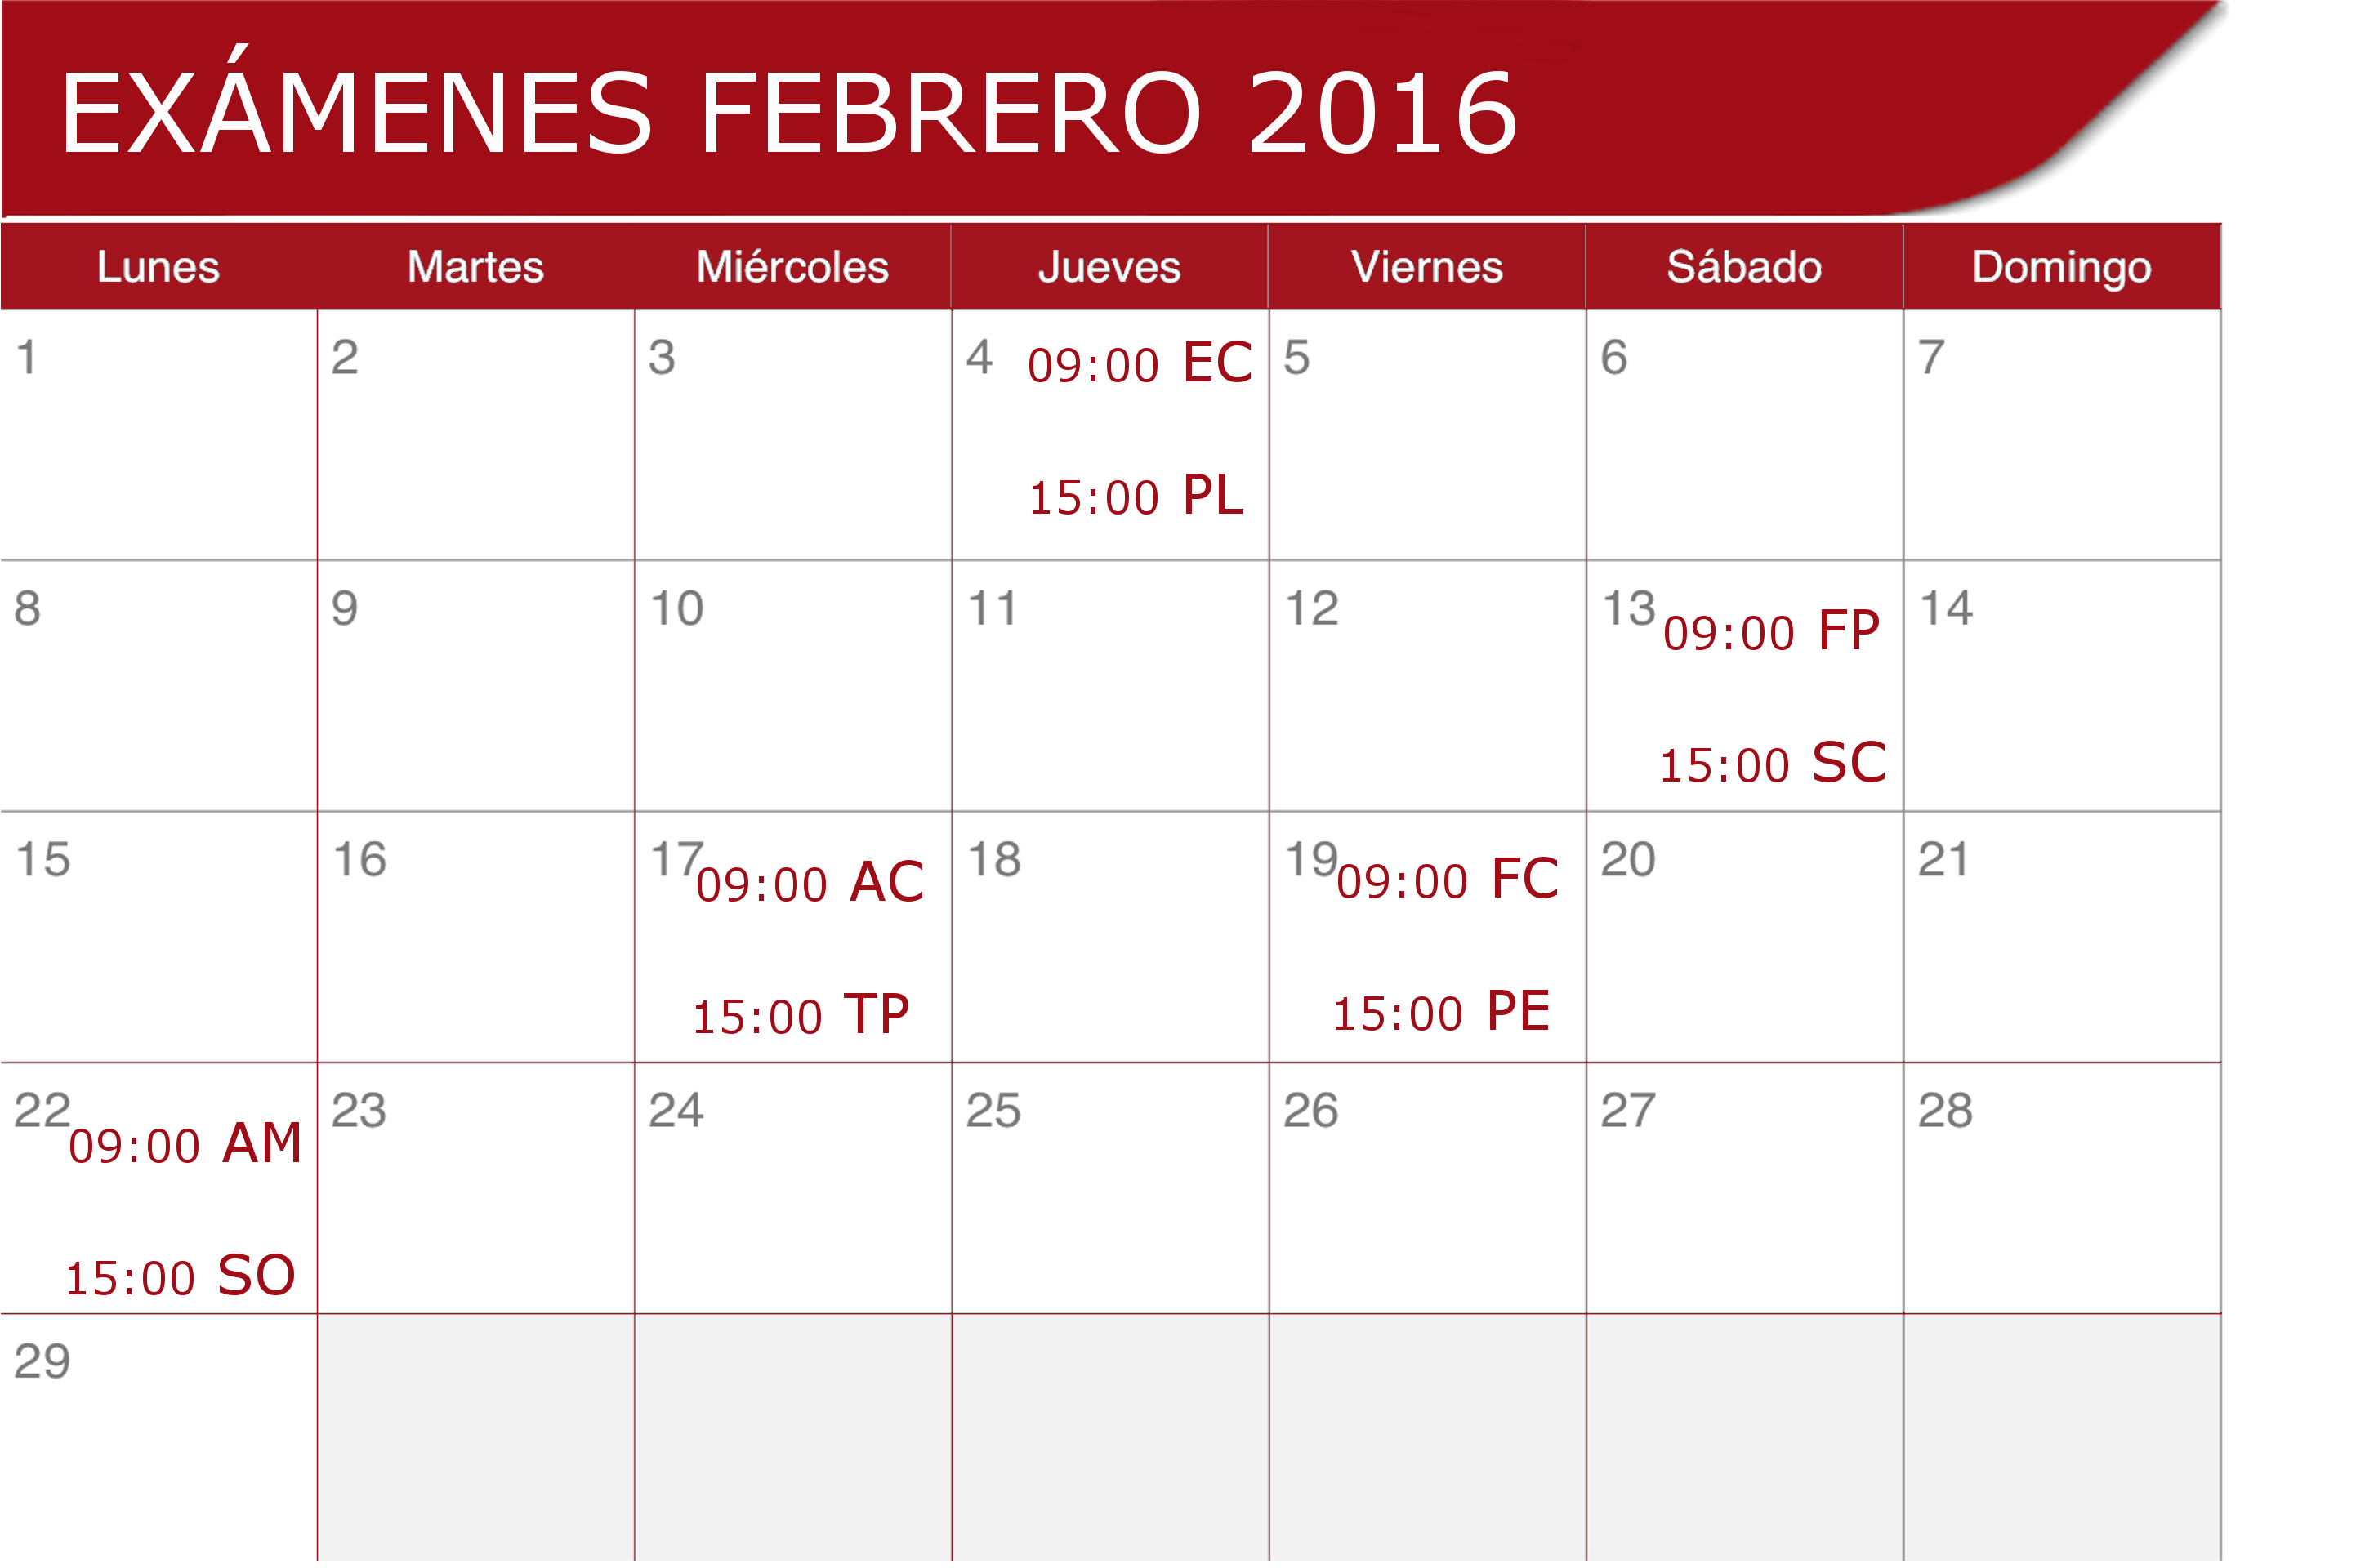 EXÁMENES FEBRERO 2016
Lunes Martes Miércoles Jueves Viernes Sábado Domingo
1 2 3 4 09:00 EC 5 6 7
15:00 PL
8 9 10 11 12 13 09:00 FP 14
15:00 SC
15 16 17 09:00 AC 18 19 09:00 FC 20 21
15:00 TP 15:00 PE
22 09:00 AM 23 24 25 26 27 28
15:00 SO
29